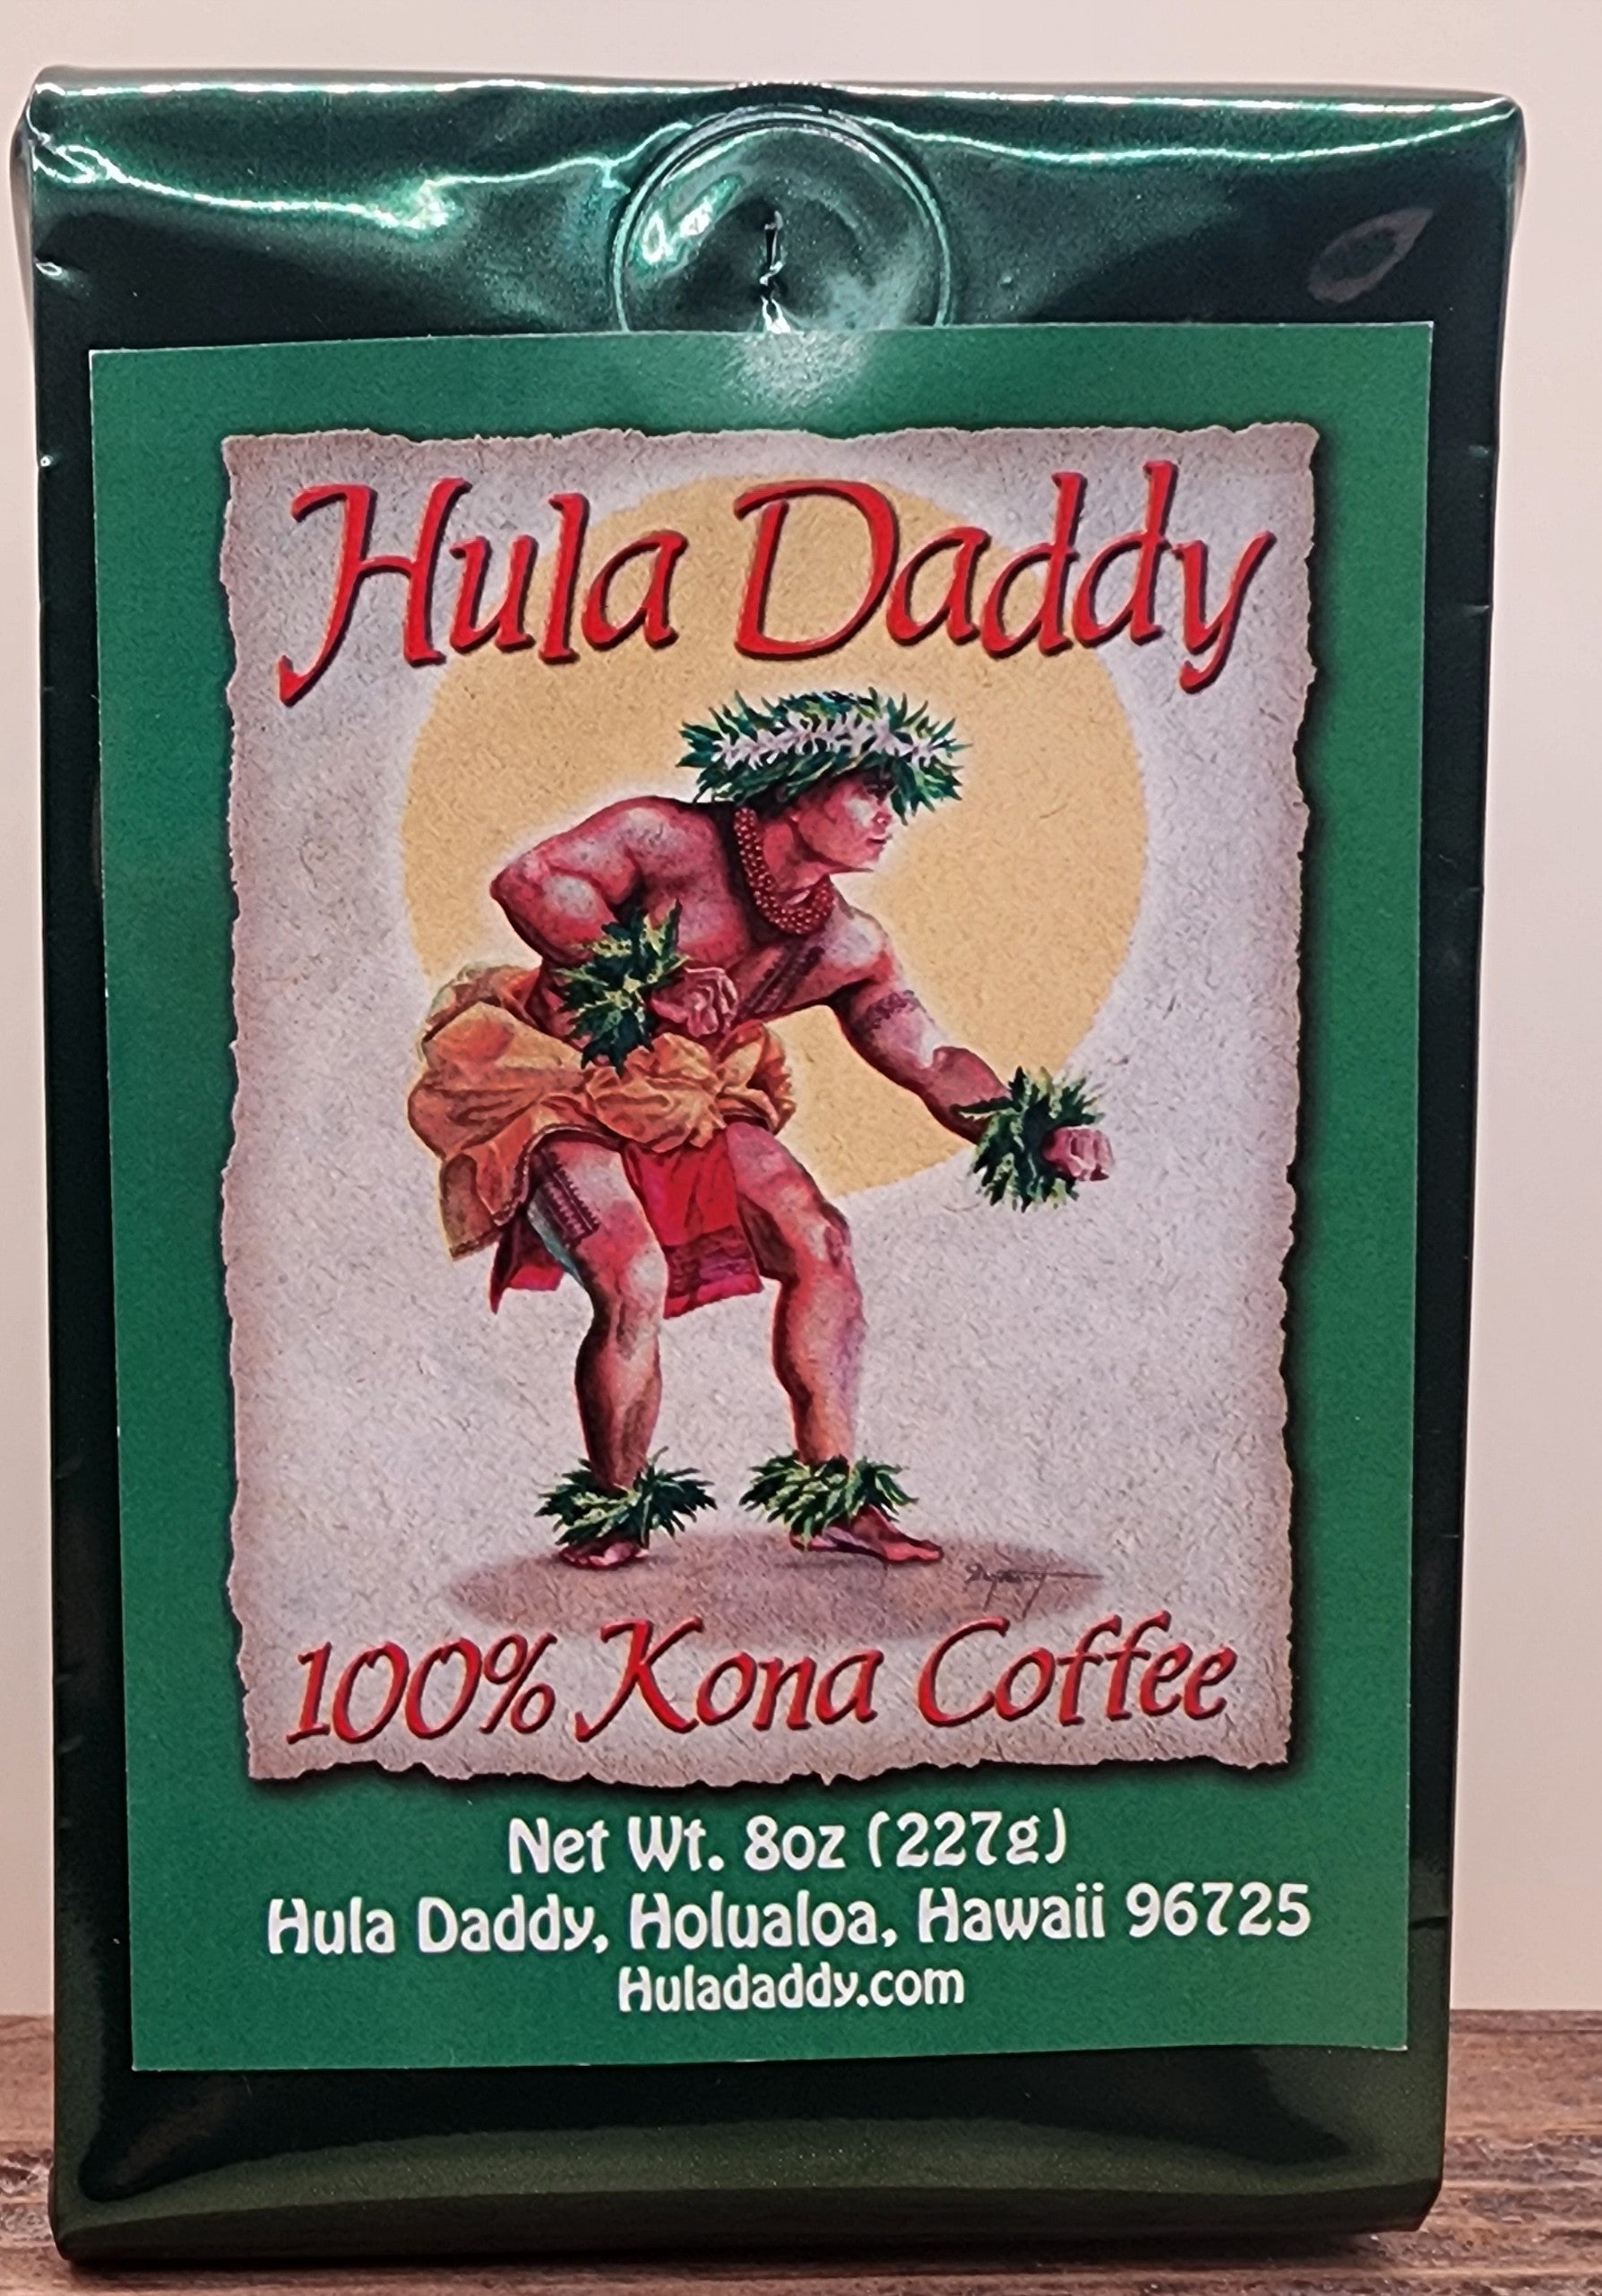 Hula Daddy
100% Kona Coffee
Net Wt. 8oz (227g)
Hula Daddy, Holualoa, Hawaii 96725
Huladaddy.com